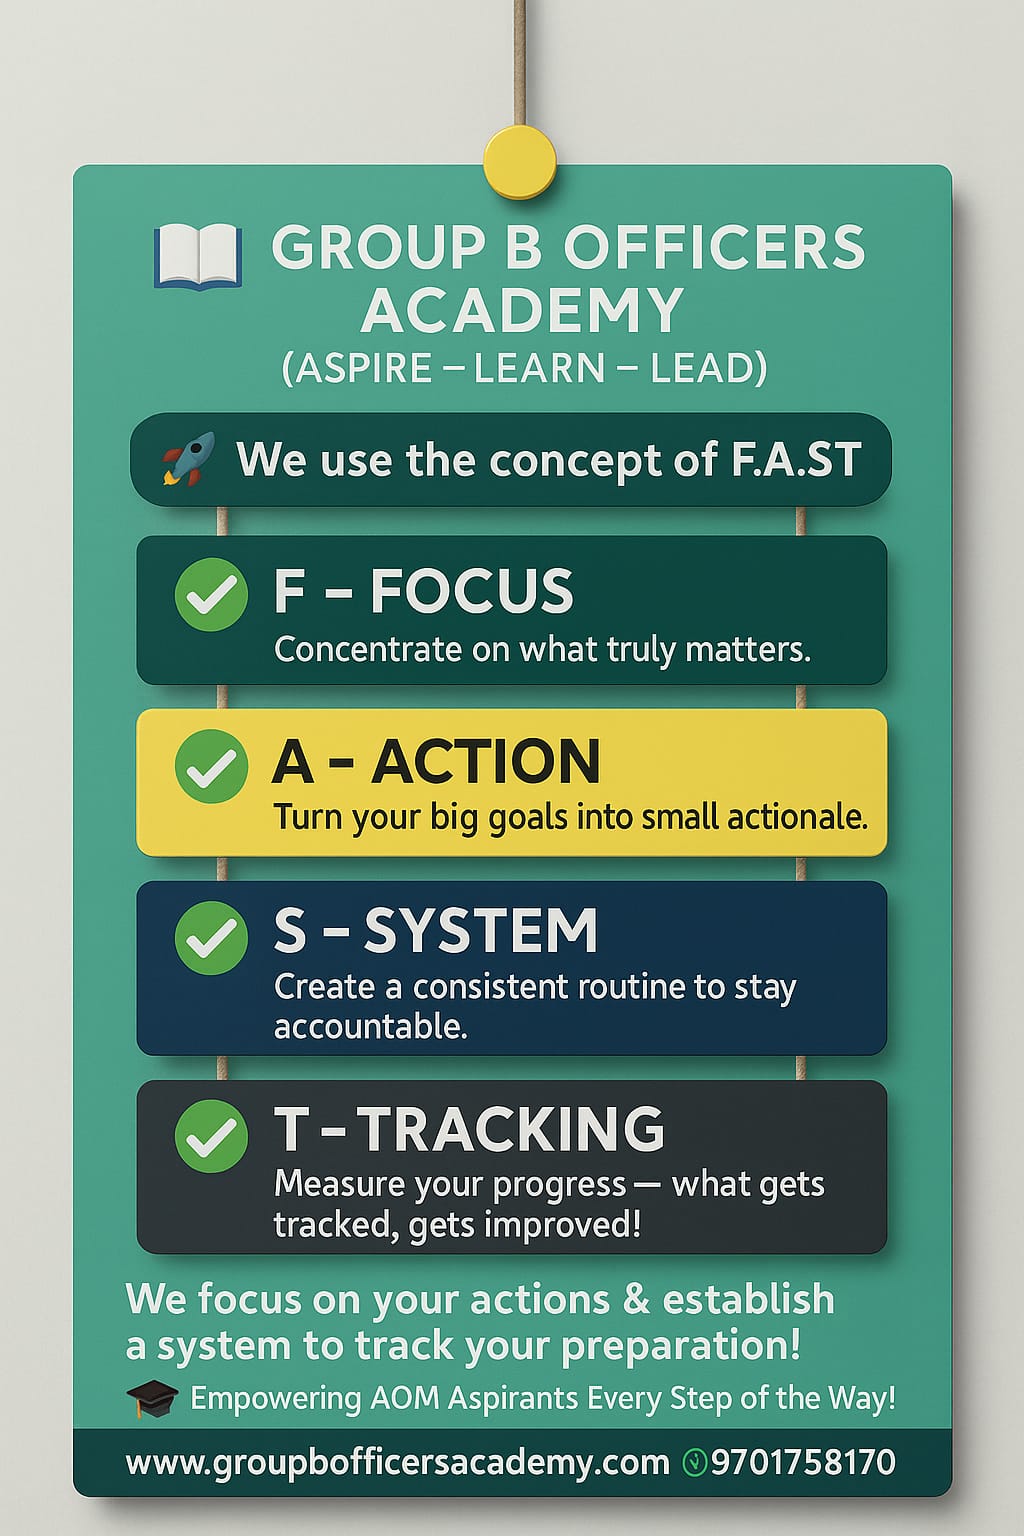 GROUP B OFFICERS
ACADEMY
(ASPIRE – LEARN – LEAD)
We use the concept of F.A.ST
F – FOCUS
Concentrate on what truly matters.
A – ACTION
Turn your big goals into small actionale.
S – SYSTEM
Create a consistent routine to stay
accountable.
T – TRACKING
Measure your progress — what gets
tracked, gets improved!
We focus on your actions & establish
a system to track your preparation!
Empowering AOM Aspirants Every Step of the Way!
www.groupbofficersacademy.com 9701758170